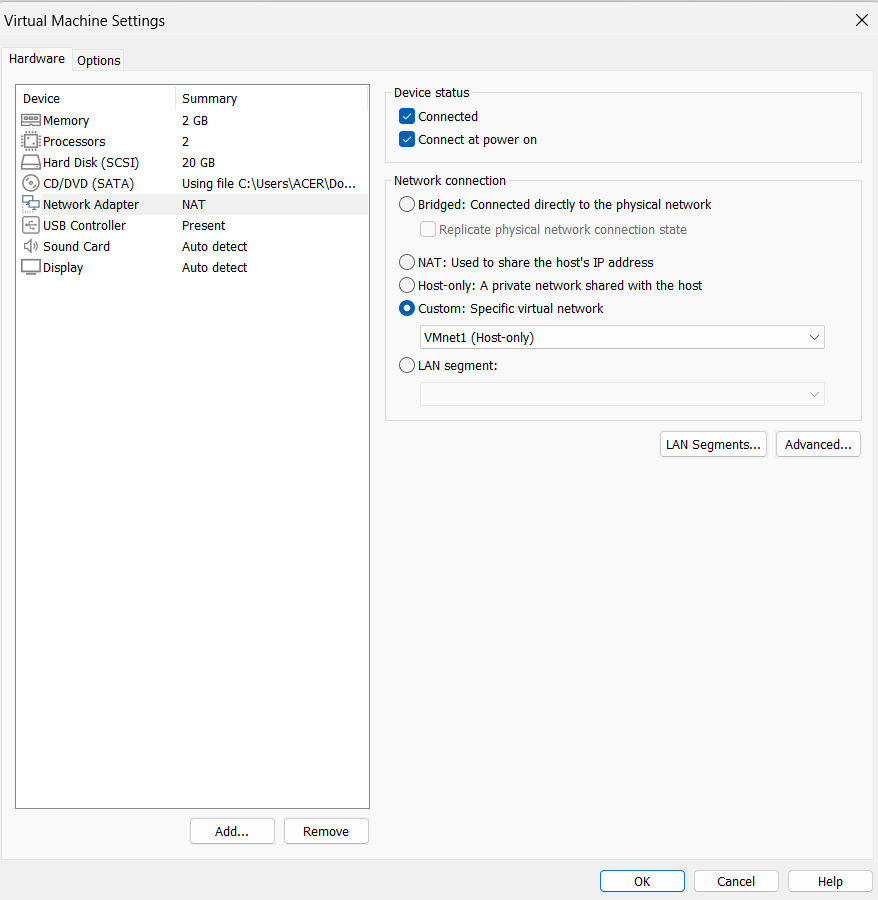 Virtual Machine Settings
Hardware
Options
Device Summary
Memory 2 GB
Processors 2
Hard Disk (SCSI) 20 GB
CD/DVD (SATA) Using file C:\Users\ACER\Do...
Network Adapter NAT
USB Controller Present
Sound Card Auto detect
Display Auto detect
Add...
Remove
Device status
Connected
Connect at power on
Network connection
Bridged: Connected directly to the physical network
Replicate physical network connection state
NAT: Used to share the host's IP address
Host-only: A private network shared with the host
Custom: Specific virtual network
VMnet1 (Host-only)
LAN segment:
LAN Segments...
Advanced...
OK
Cancel
Help